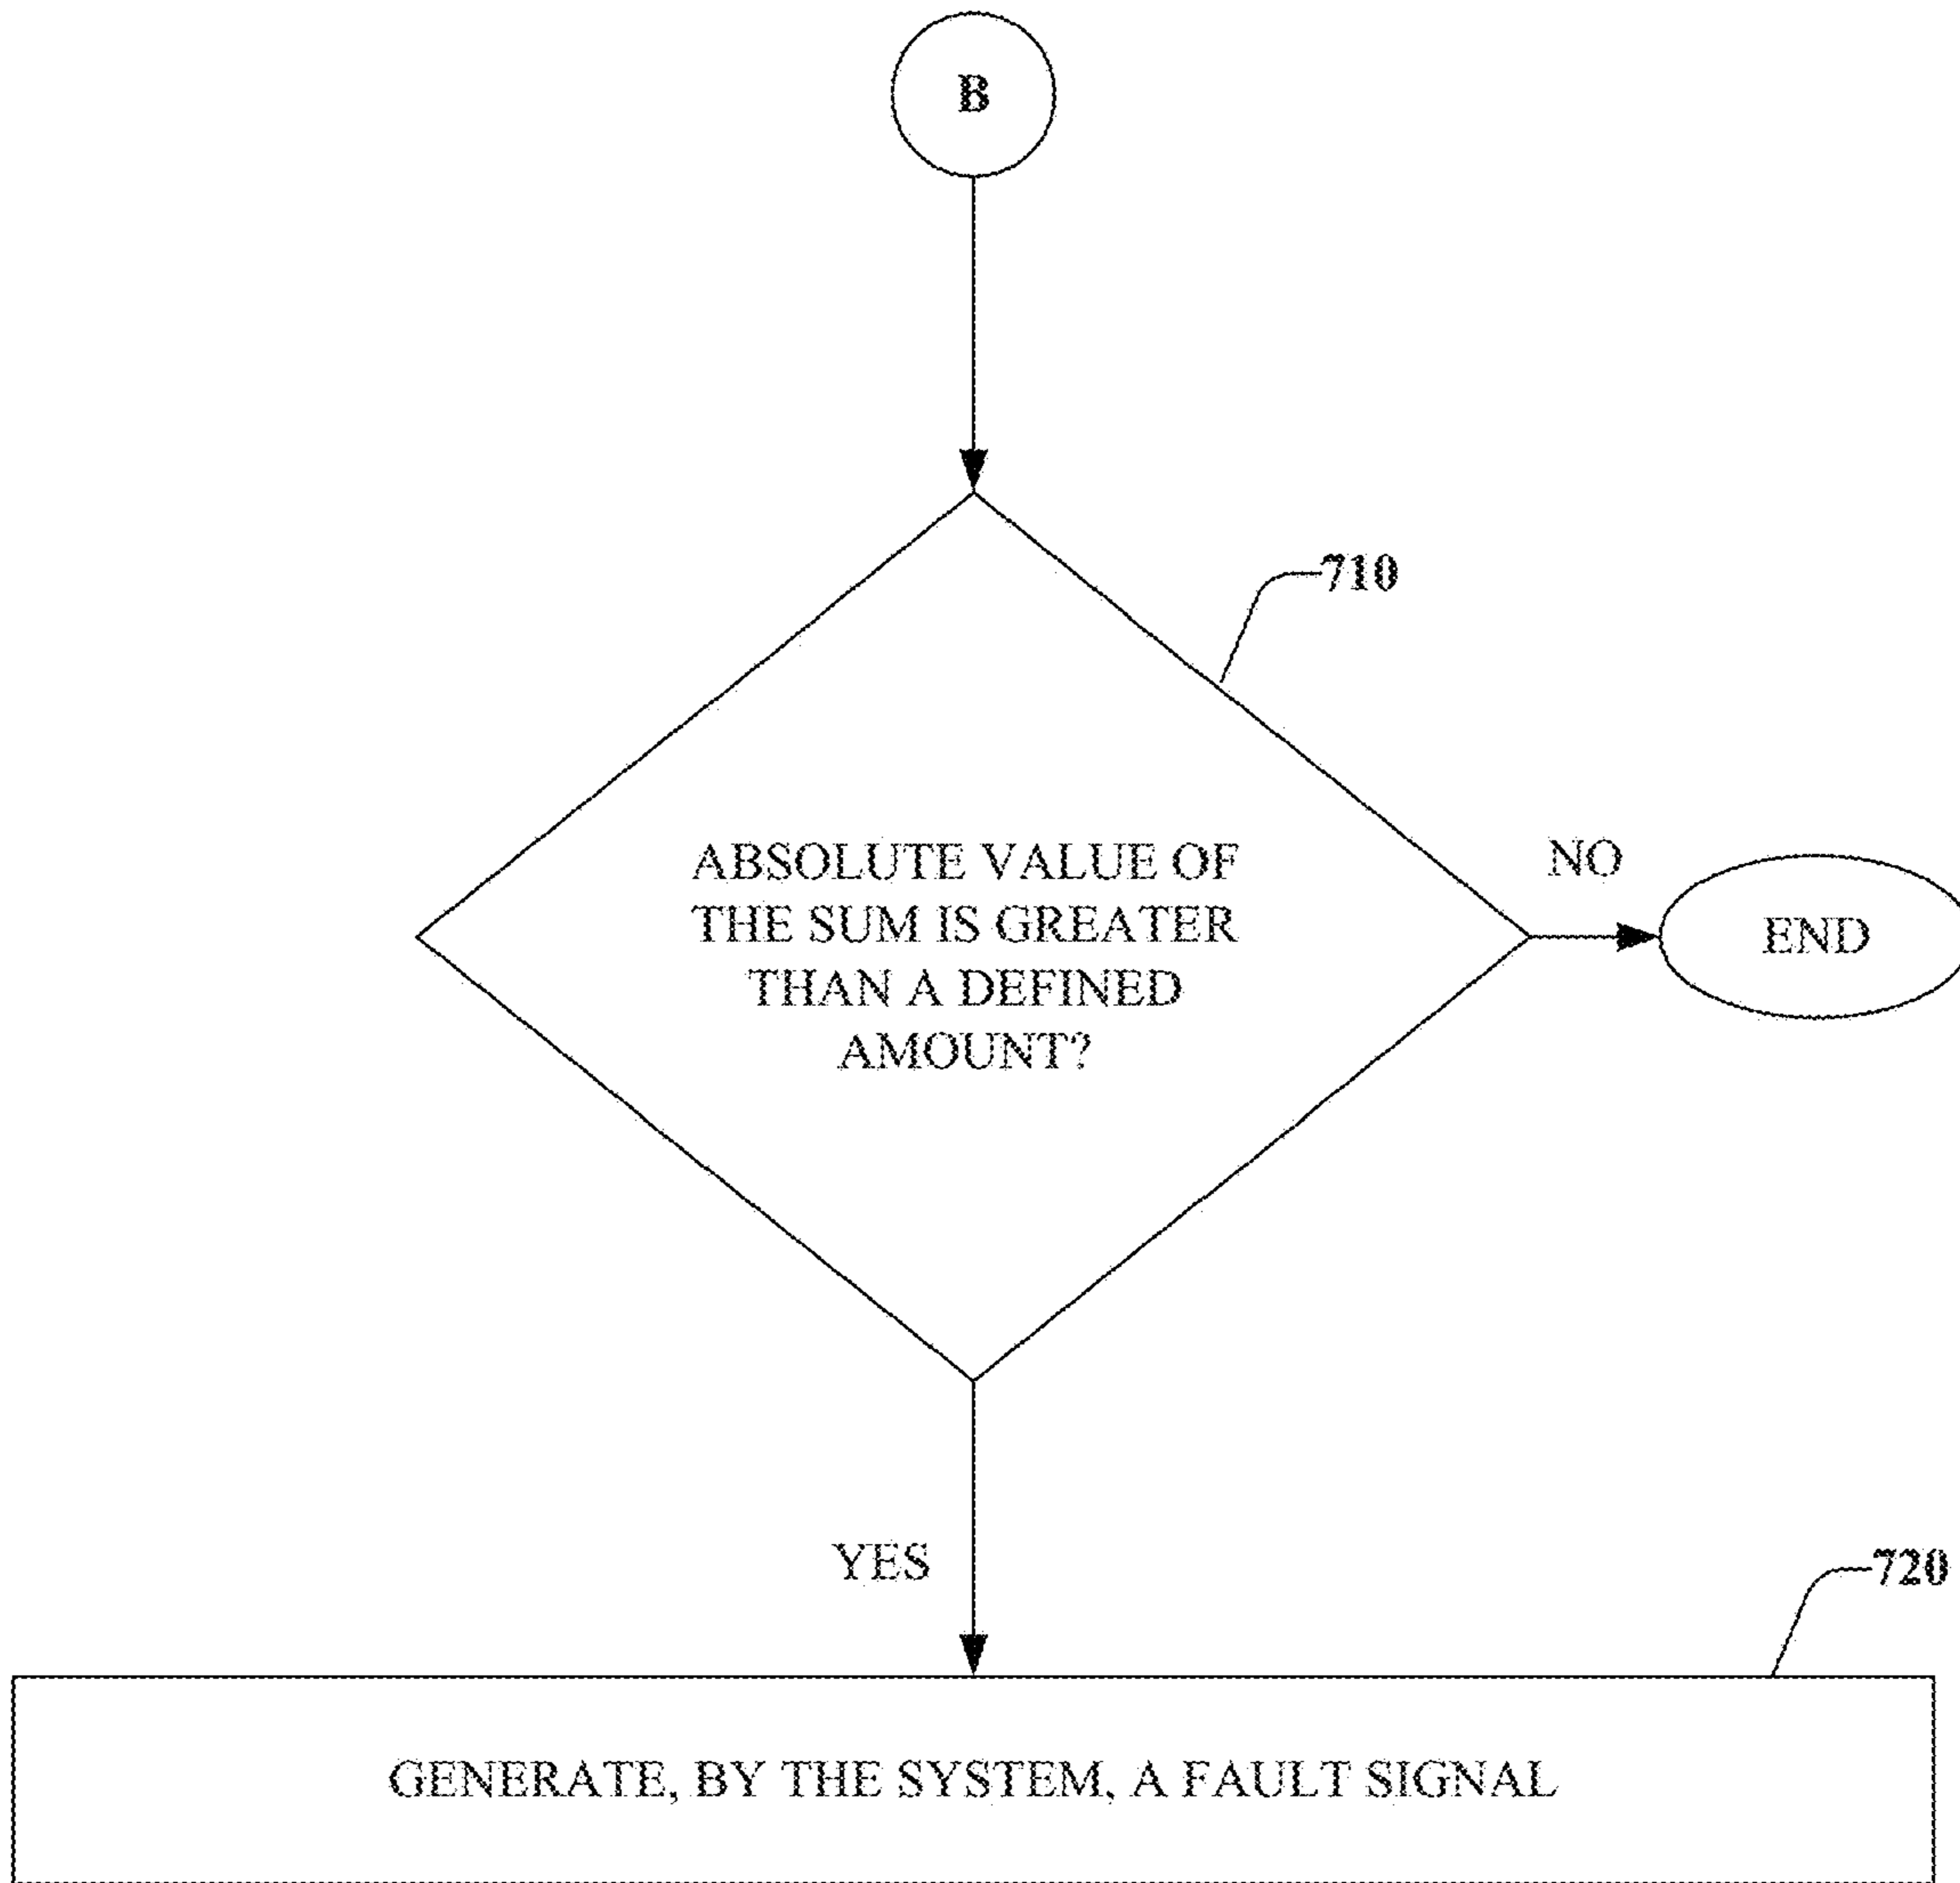 B
710
ABSOLUTE VALUE OF
THE SUM IS GREATER
THAN A DEFINED
AMOUNT?
NO
END
YES
720
GENERATE, BY THE SYSTEM, A FAULT SIGNAL